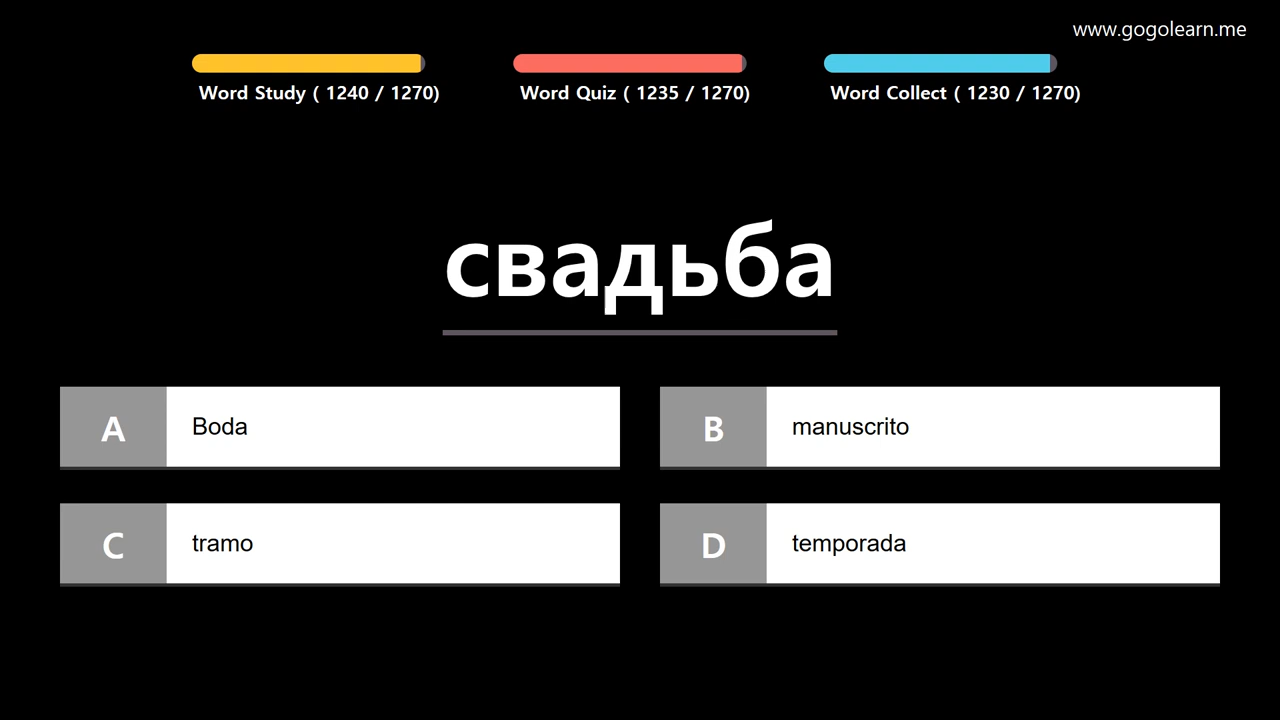 www.gogolearn.me
Word Study ( 1240 / 1270)
Word Quiz ( 1235 / 1270)
Word Collect ( 1230 / 1270)
свадьба
A Boda
B manuscrito
C tramo
D temporada